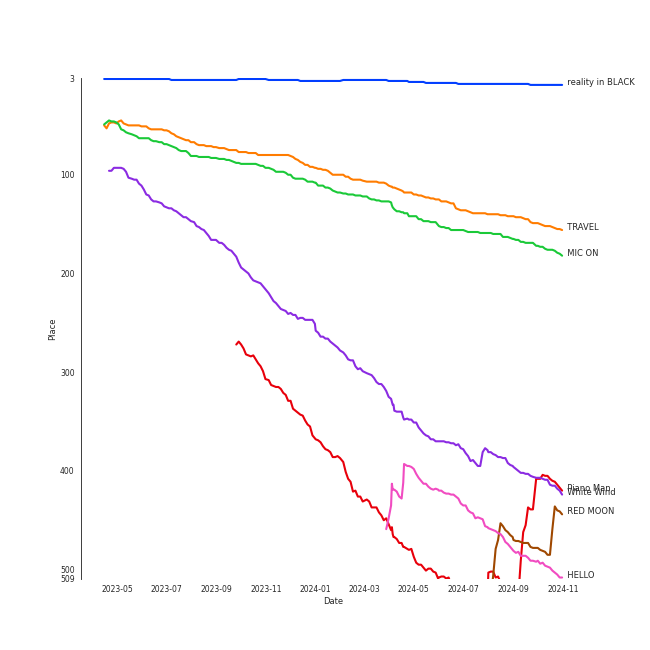 3
100
200
300
400
500
509
Place
2023-05
2023-07
2023-09
2023-11
2024-01
2024-03
2024-05
2024-07
2024-09
2024-11
Date
reality in BLACK
TRAVEL
MIC ON
Piano Man
White Wind
RED MOON
HELLO